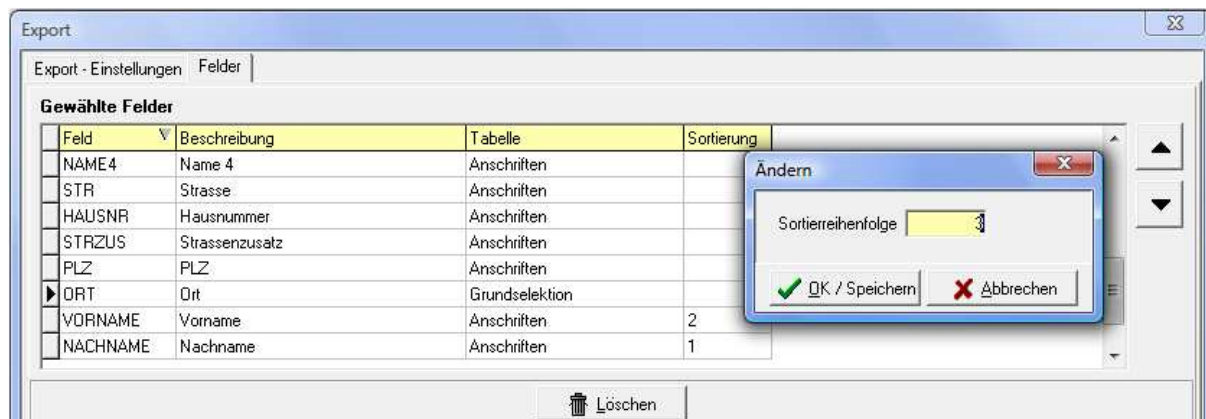 Export
Export - Einstellungen Felder
Gewählte Felder
Feld Beschreibung Tabelle Sortierung
NAME4 Name 4 Anschriften
STR Strasse Anschriften
HAUSNR Hausnummer Anschriften
STRZUS Strassenzusatz Anschriften
PLZ PLZ Anschriften
ORT Ort Grundselektion
VORNAME Vorname Anschriften 2
NACHNAME Nachname Anschriften 1
Ändern
Sortierreihenfolge 3
OK / Speichern Abbrechen
Löschen